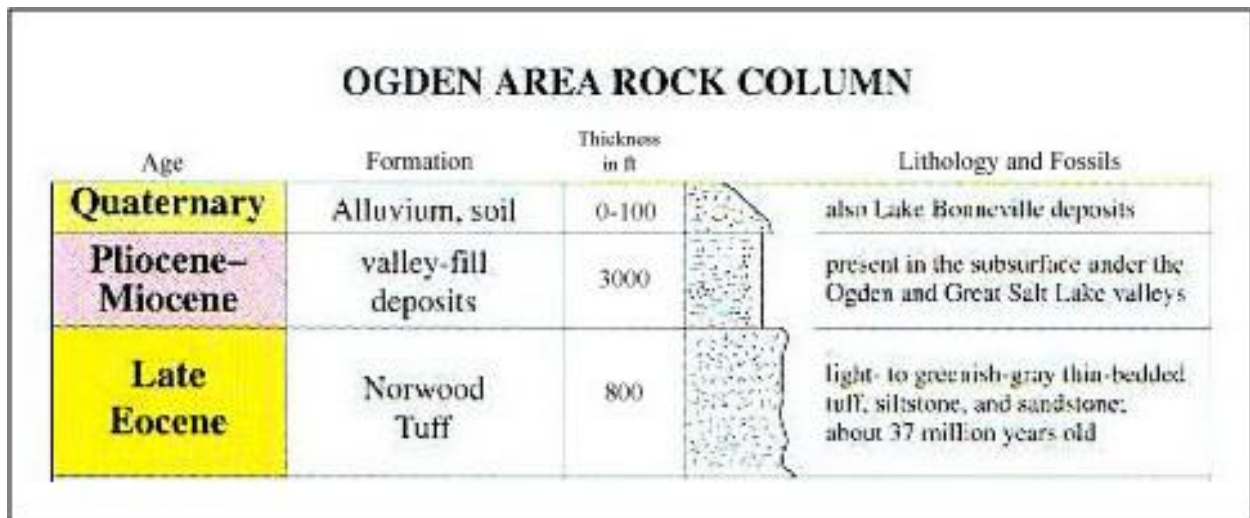 OGDEN AREA ROCK COLUMN
Age
Formation
Thickness
in ft
Lithology and Fossils
Quaternary
Alluvium, soil
0-100
also Lake Bonneville deposits
Pliocene–
Miocene
valley-fill
deposits
3000
present in the subsurface under the
Ogden and Great Salt Lake valleys
Late
Eocene
Norwood
Tuff
800
light- to greenish-gray thin-bedded
tuff, siltstone, and sandstone;
about 37 million years old